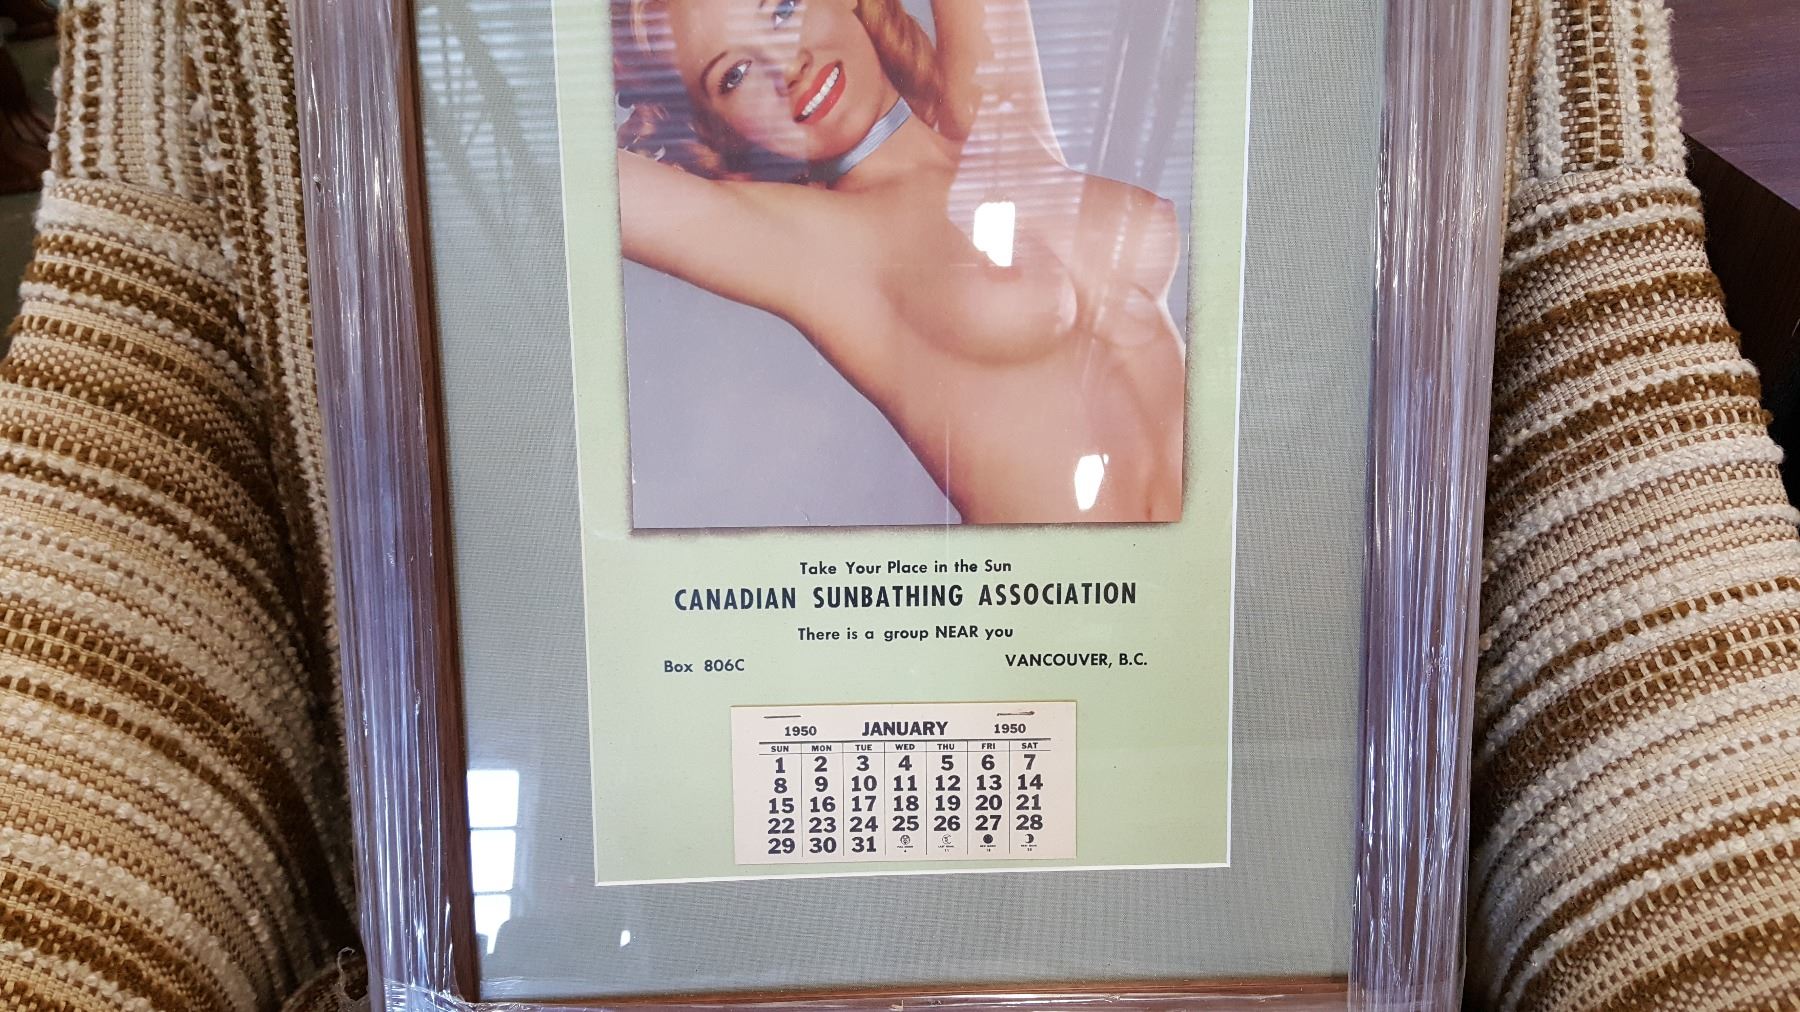 Take Your Place in the Sun
CANADIAN SUNBATHING ASSOCIATION
There is a group NEAR you
Box 806C VANCOUVER, B.C.
1950 JANUARY 1950
SUN MON TUE WED THU FRI SAT
1 2 3 4 5 6 7
8 9 10 11 12 13 14
15 16 17 18 19 20 21
22 23 24 25 26 27 28
29 30 31